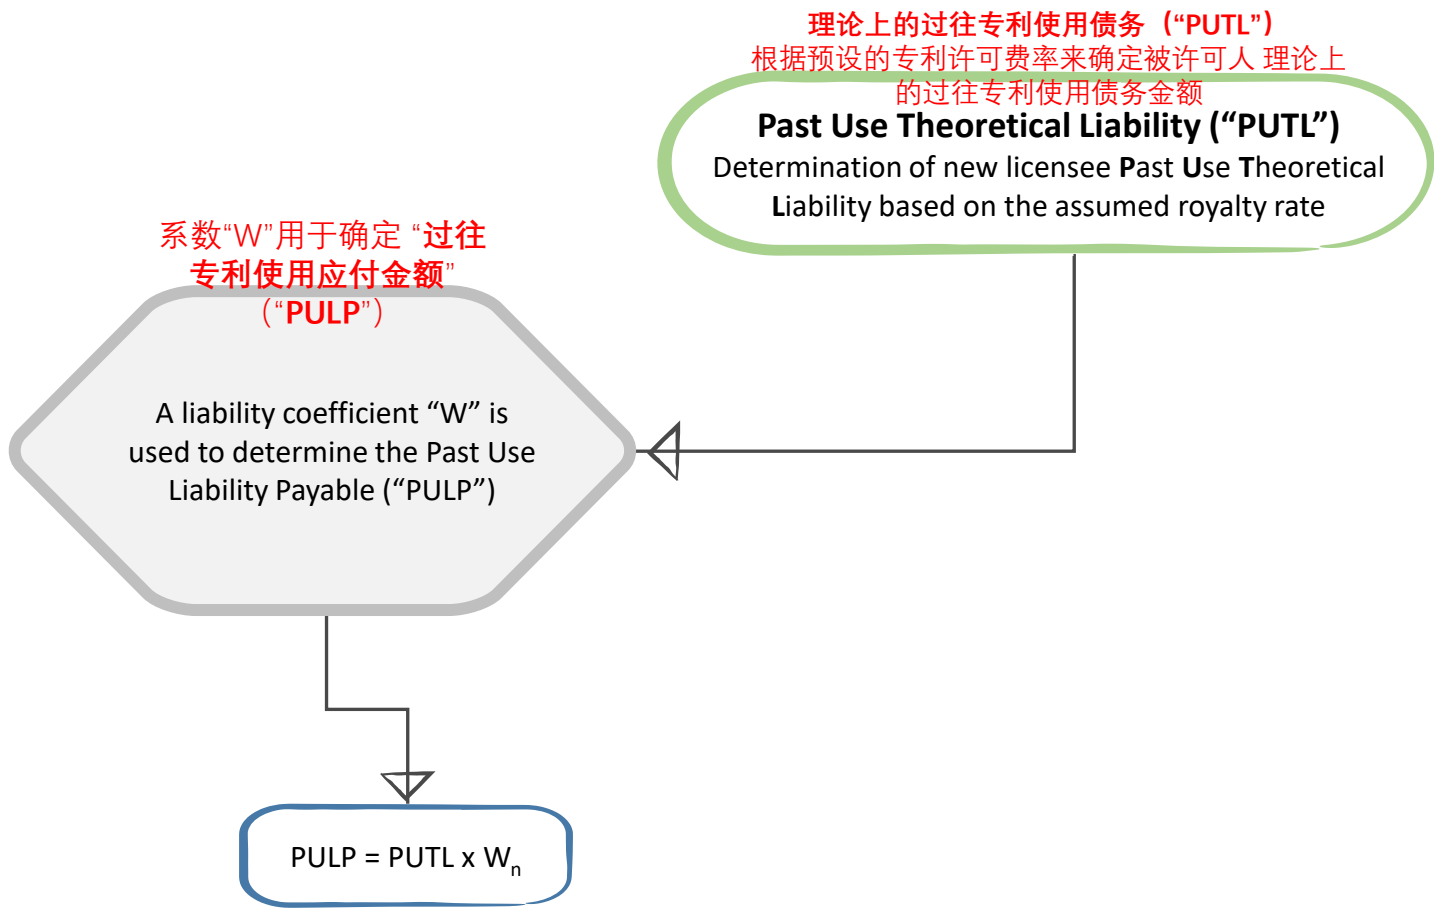 理论上的过往专利使用债务（“PUTL”）
根据预设的专利许可费率来确定被许可人 理论上
的过往专利使用债务金额
Past Use Theoretical Liability (“PUTL”)
Determination of new licensee Past Use Theoretical
Liability based on the assumed royalty rate
系数“W”用于确定 “过往
专利使用应付金额”
（“PULP”）
A liability coefficient “W” is
used to determine the Past Use
Liability Payable (“PULP”)
PULP = PUTL x Wn